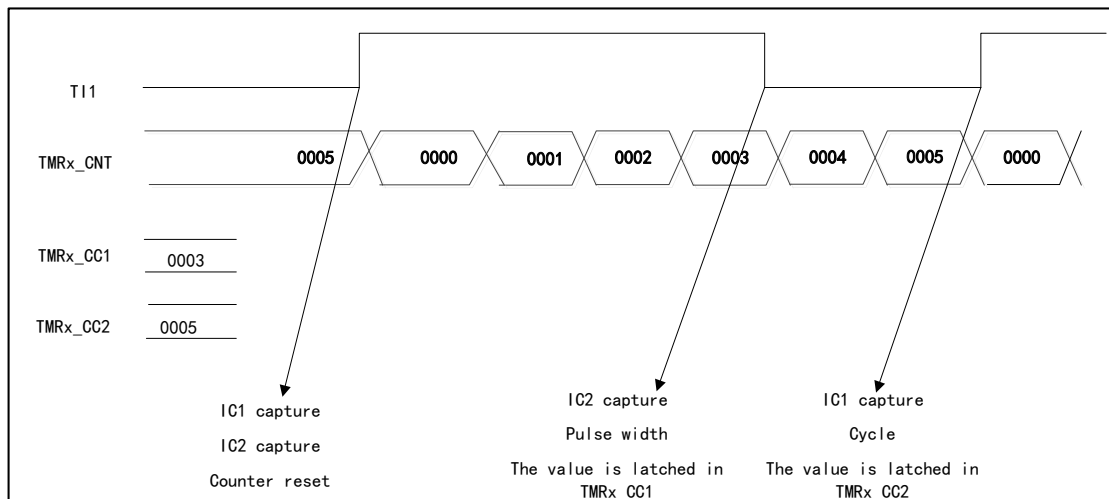 TI1
TMRx_CNT
0005
0000
0001
0002
0003
0004
0005
0000
TMRx_CC1
0003
TMRx_CC2
0005
IC1 capture
IC2 capture
Counter reset
IC2 capture
Pulse width
The value is latched in
TMRx CC1
IC1 capture
Cycle
The value is latched in
TMRx CC2